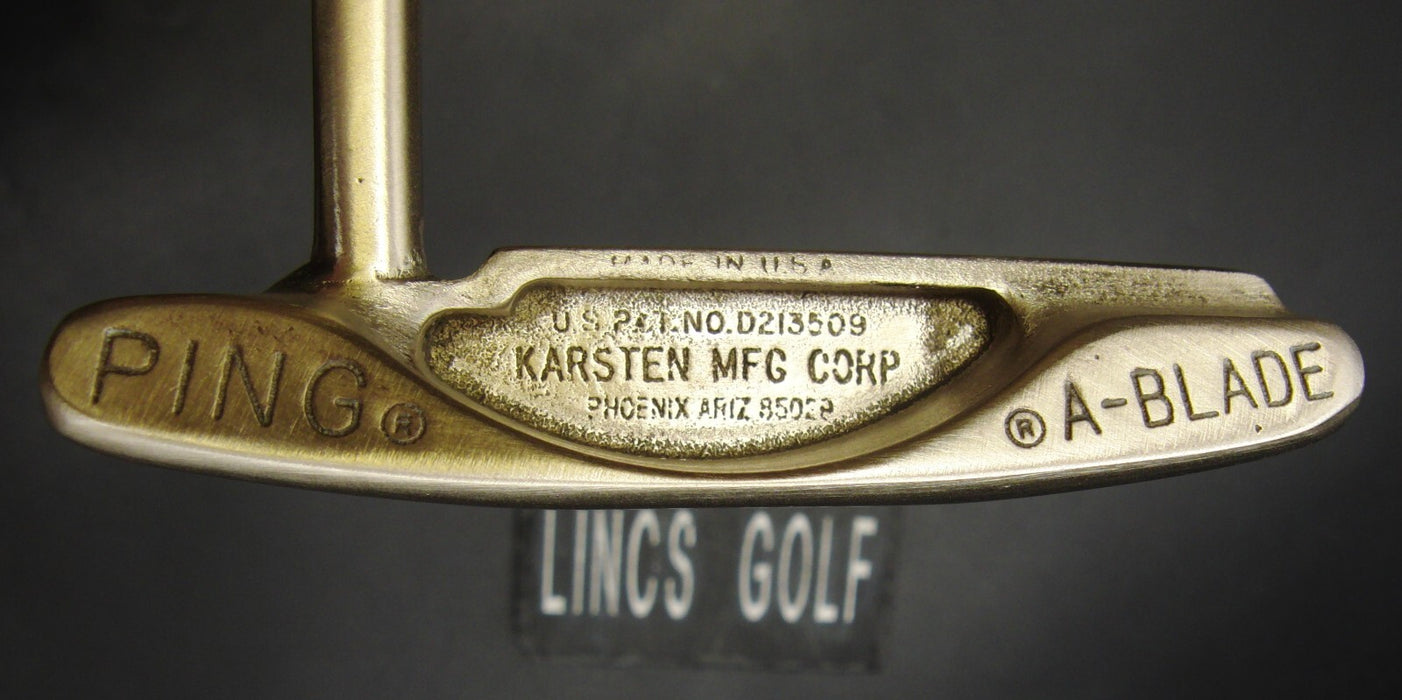 MADE IN U.S.A.
U.S.PAT.NO.D213509
KARSTEN MFG CORP
PHOENIX ARIZ 85029
PING®
® A-BLADE
LINCS GOLF